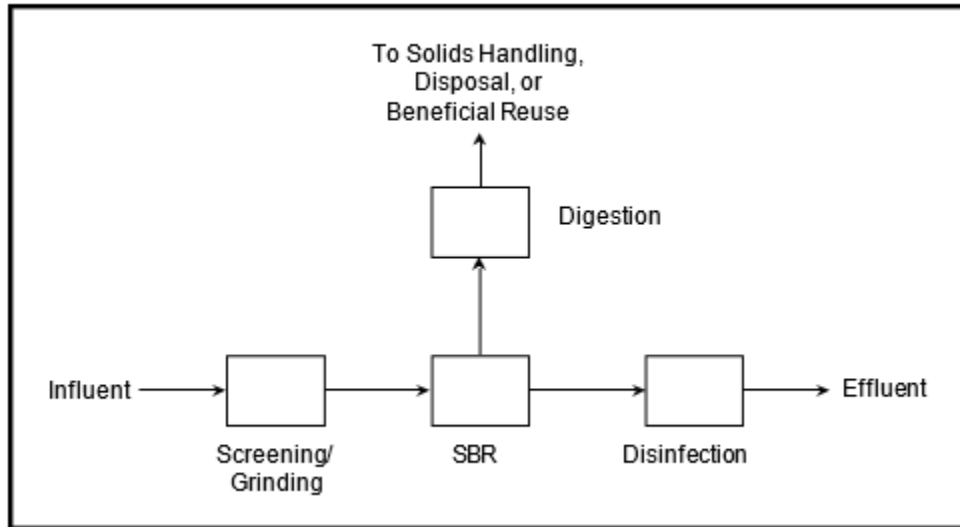 To Solids Handling,
Disposal, or
Beneficial Reuse
Digestion
Influent
Effluent
Screening/
Grinding
SBR
Disinfection